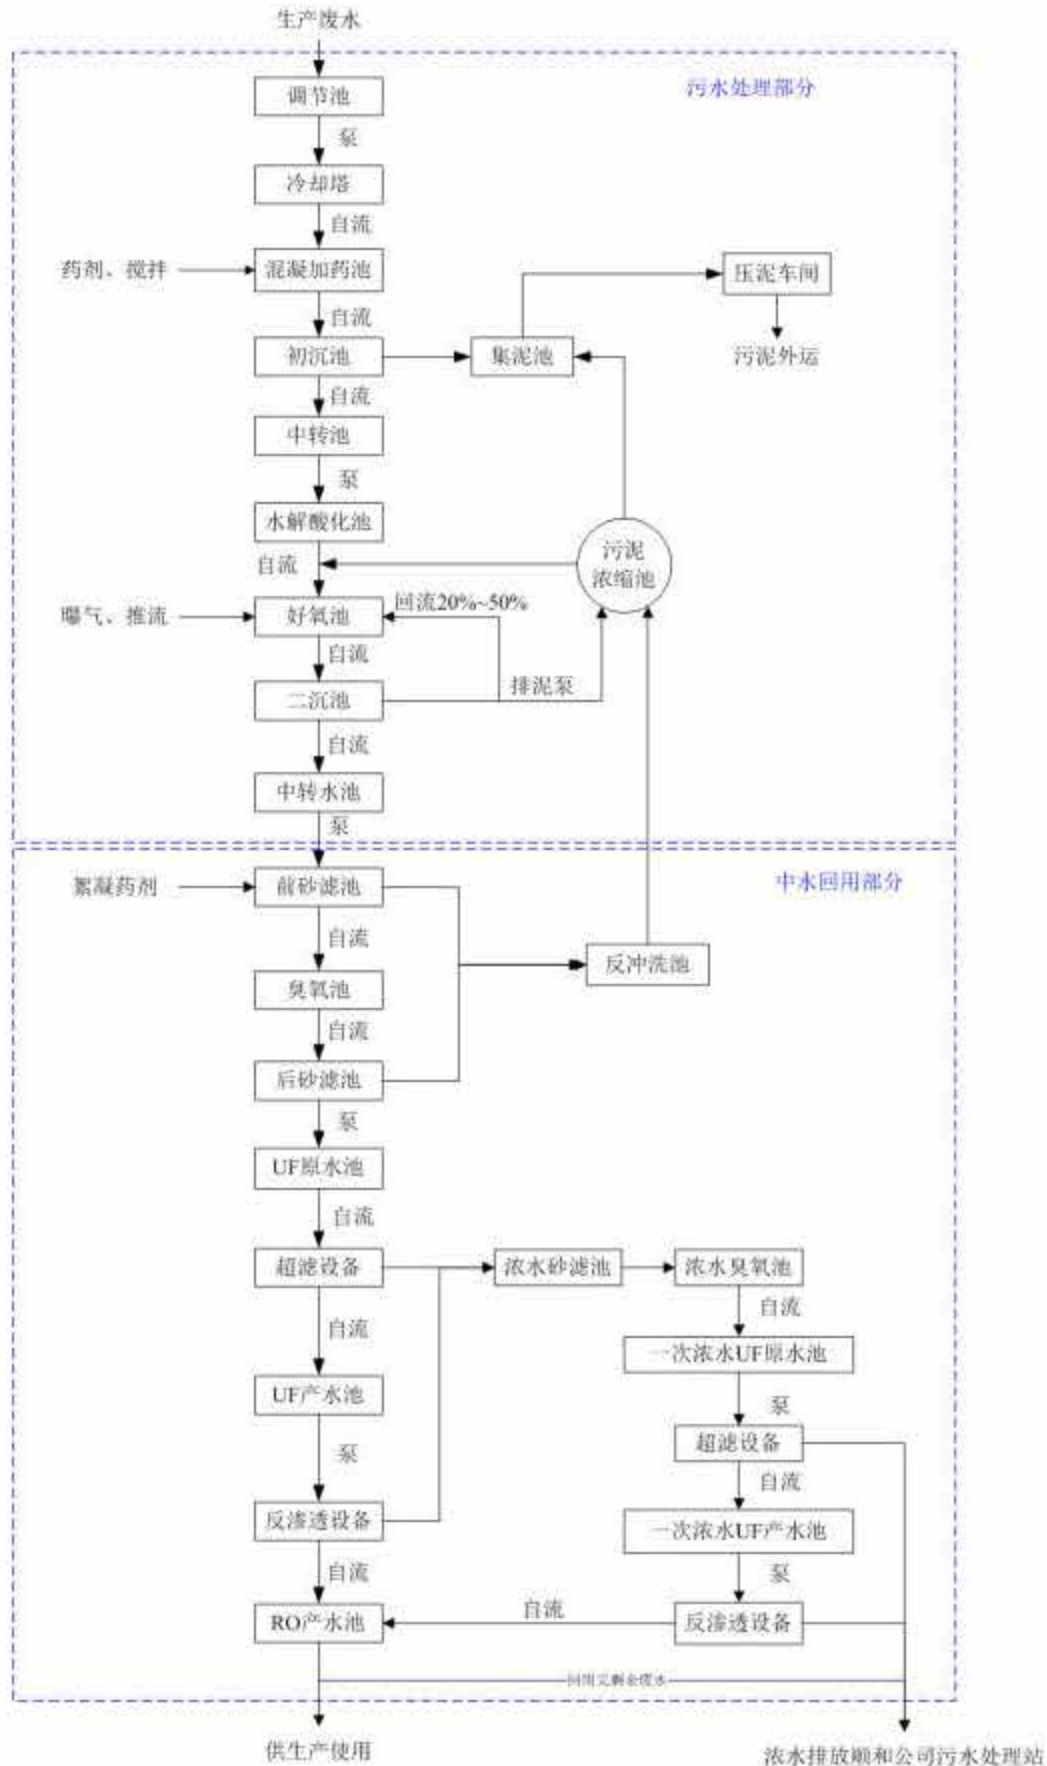 生产废水
污水处理部分
调节池
泵
冷却塔
自流
药剂、搅拌
混凝加药池
压泥车间
自流
初沉池
集泥池
污泥外运
自流
中转池
泵
水解酸化池
自流
污泥
浓缩池
曝气、推流
好氧池
回流20%~50%
自流
二沉池
排泥泵
自流
中转水池
泵
絮凝药剂
前砂滤池
中水回用部分
自流
反冲洗池
臭氧池
自流
后砂滤池
泵
UF原水池
自流
超滤设备
浓水砂滤池
浓水臭氧池
自流
自流
一次浓水UF原水池
UF产水池
泵
超滤设备
泵
自流
反渗透设备
一次浓水UF产水池
自流
泵
RO产水池
自流
反渗透设备
回用完剩余废水
供生产使用
浓水排放顺和公司污水处理站